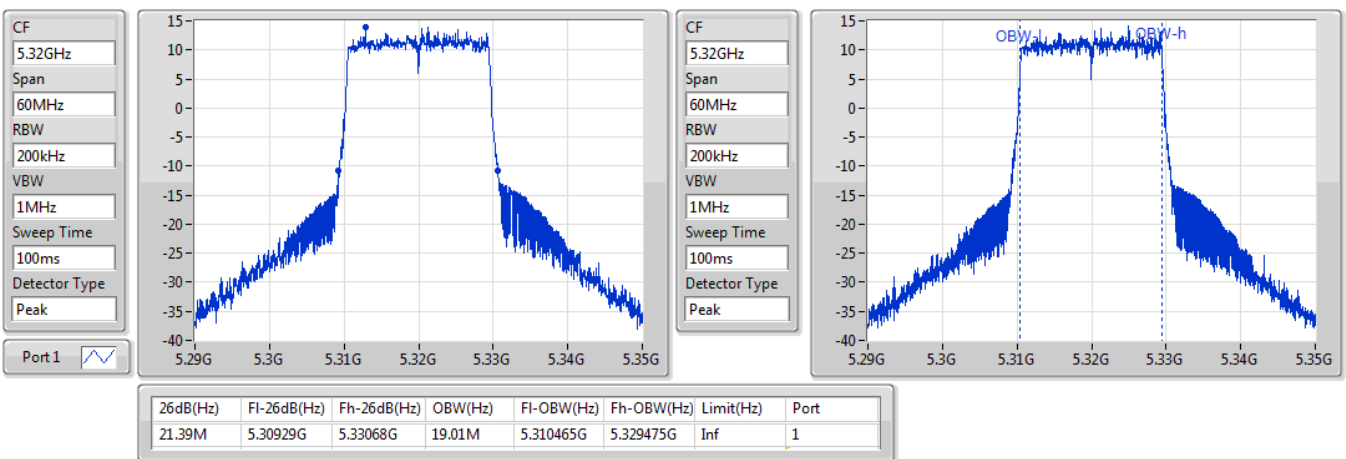 CF
5.32GHz
Span
60MHz
RBW
200kHz
VBW
1MHz
Sweep Time
100ms
Detector Type
Peak
Port 1
15
10
5
0
-5
-10
-15
-20
-25
-30
-35
-40
5.29G 5.3G 5.31G 5.32G 5.33G 5.34G 5.35G
CF
5.32GHz
Span
60MHz
RBW
200kHz
VBW
1MHz
Sweep Time
100ms
Detector Type
Peak
15
10
5
0
-5
-10
-15
-20
-25
-30
-35
-40
OBW-l OBW-h
5.29G 5.3G 5.31G 5.32G 5.33G 5.34G 5.35G
26dB(Hz) Fl-26dB(Hz) Fh-26dB(Hz) OBW(Hz) Fl-OBW(Hz) Fh-OBW(Hz) Limit(Hz) Port
21.39M 5.30929G 5.33068G 19.01M 5.310465G 5.329475G Inf 1